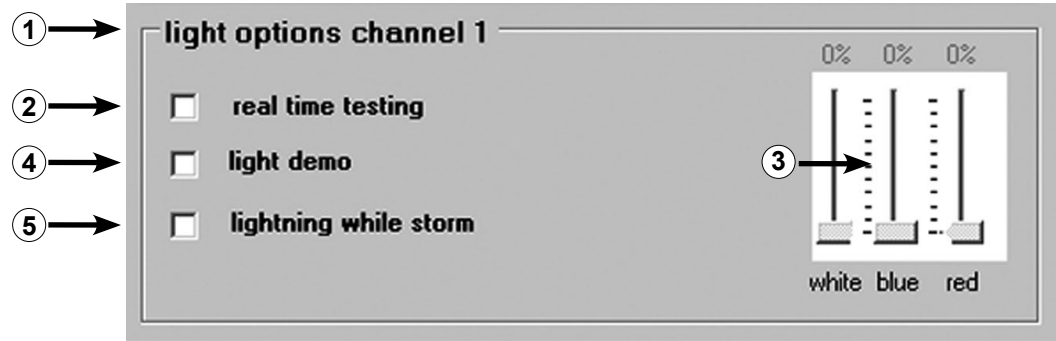 1 light options channel 1
0% 0% 0%
2 real time testing
4 light demo
3
5 lightning while storm
white blue red